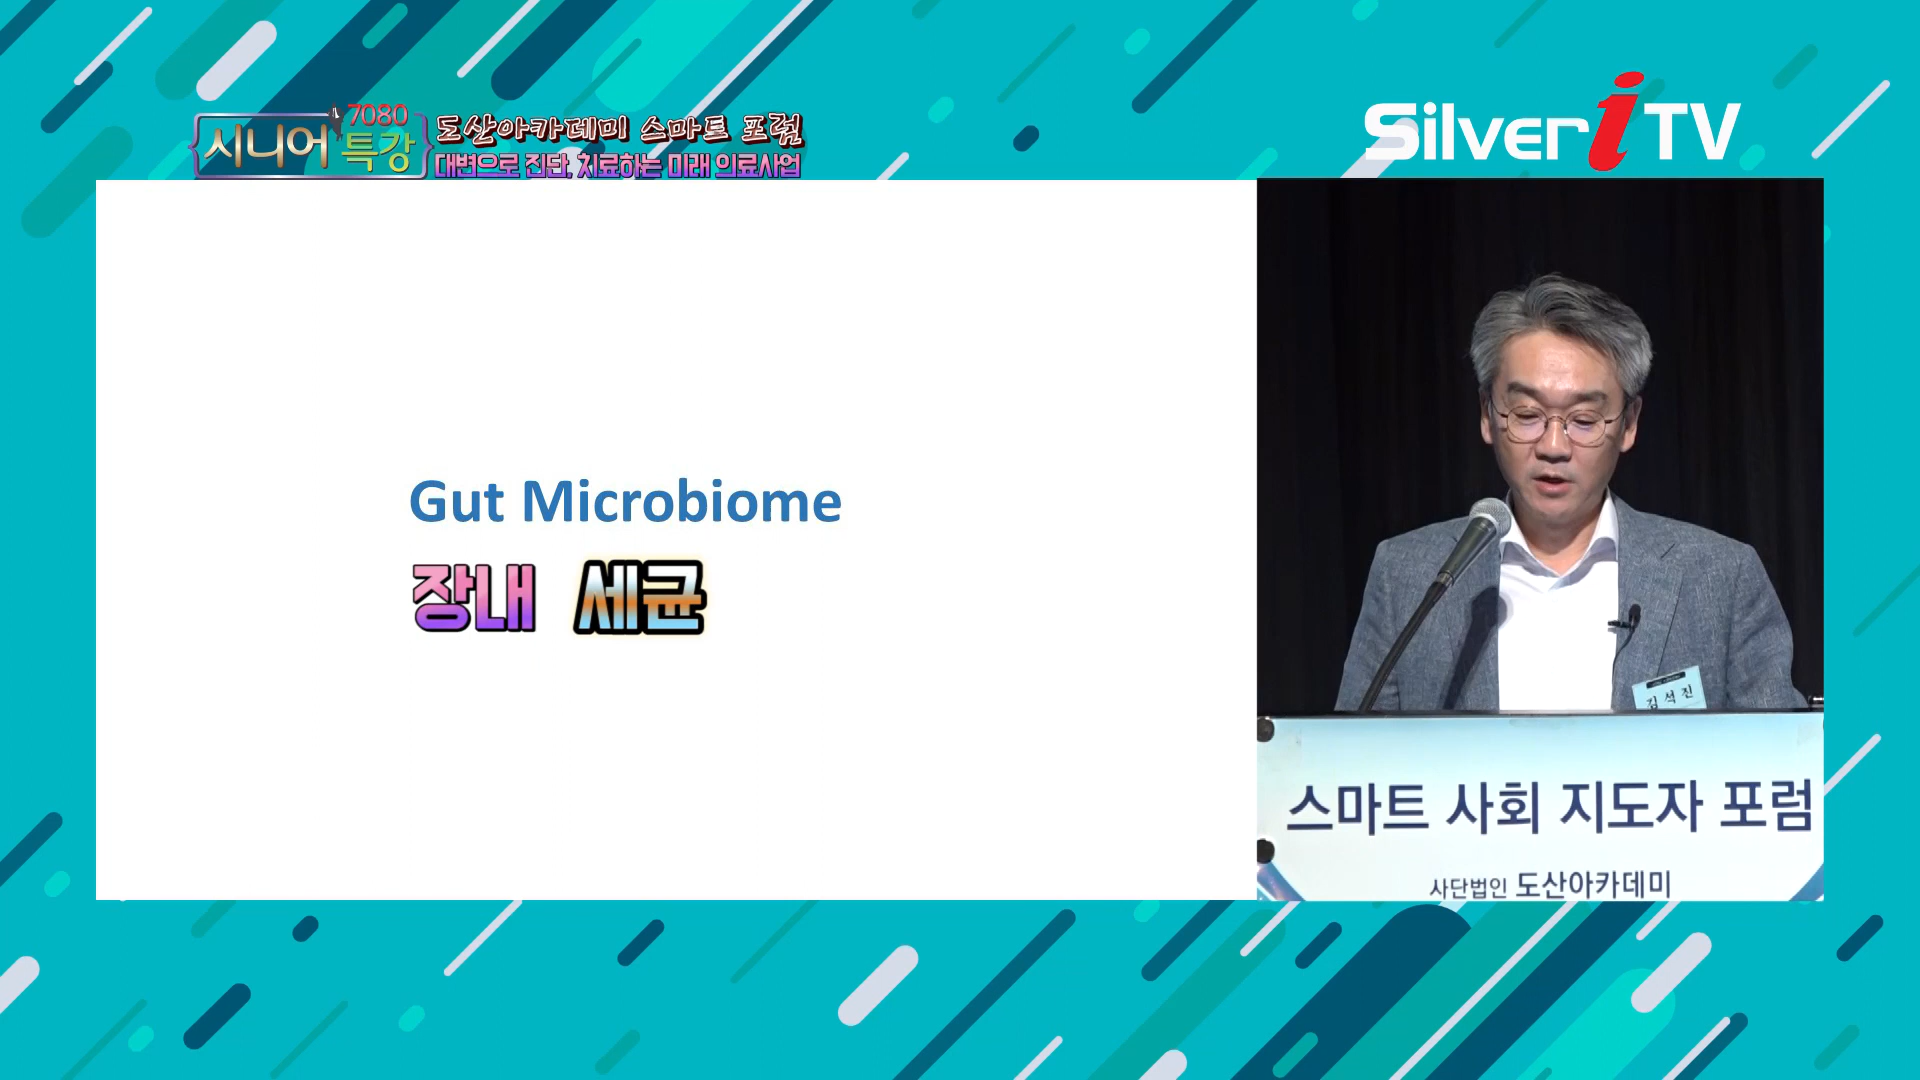 시니어 7080 특강
도산아카데미 스마트 포럼
대변으로 진단, 치료하는 미래 의료사업
Silver i TV
Gut Microbiome
장내 세균
김석진
스마트 사회 지도자 포럼
사단법인 도산아카데미